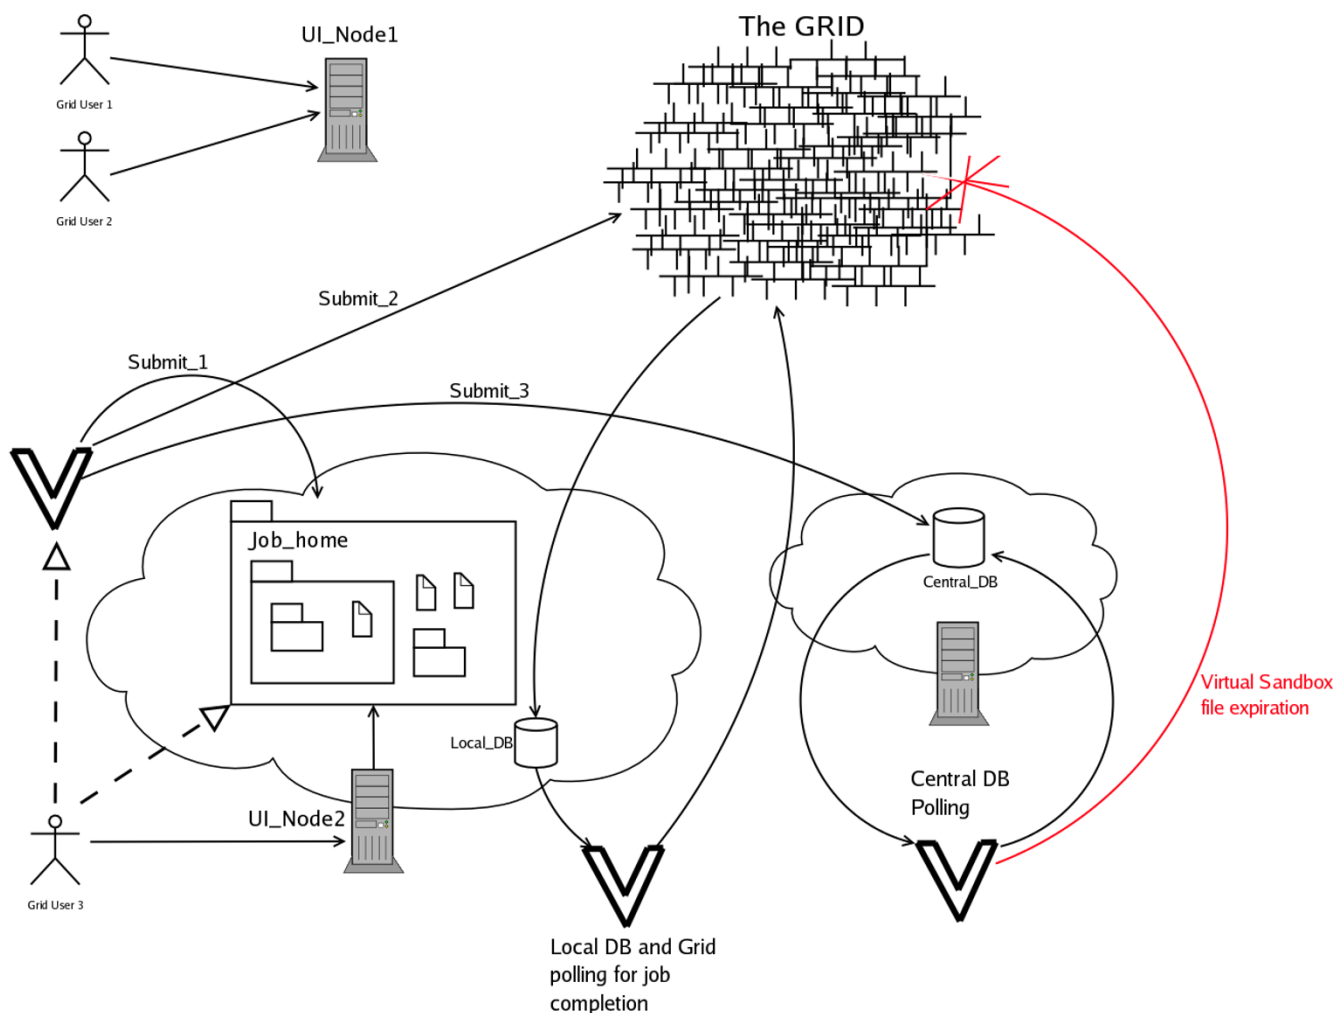 The GRID
UI_Node1
Grid User 1
Grid User 2
Submit_2
Submit_1
Submit_3
Job_home
Central_DB
Virtual Sandbox
file expiration
Local_DB
Central DB
Polling
UI_Node2
Grid User 3
Local DB and Grid
polling for job
completion